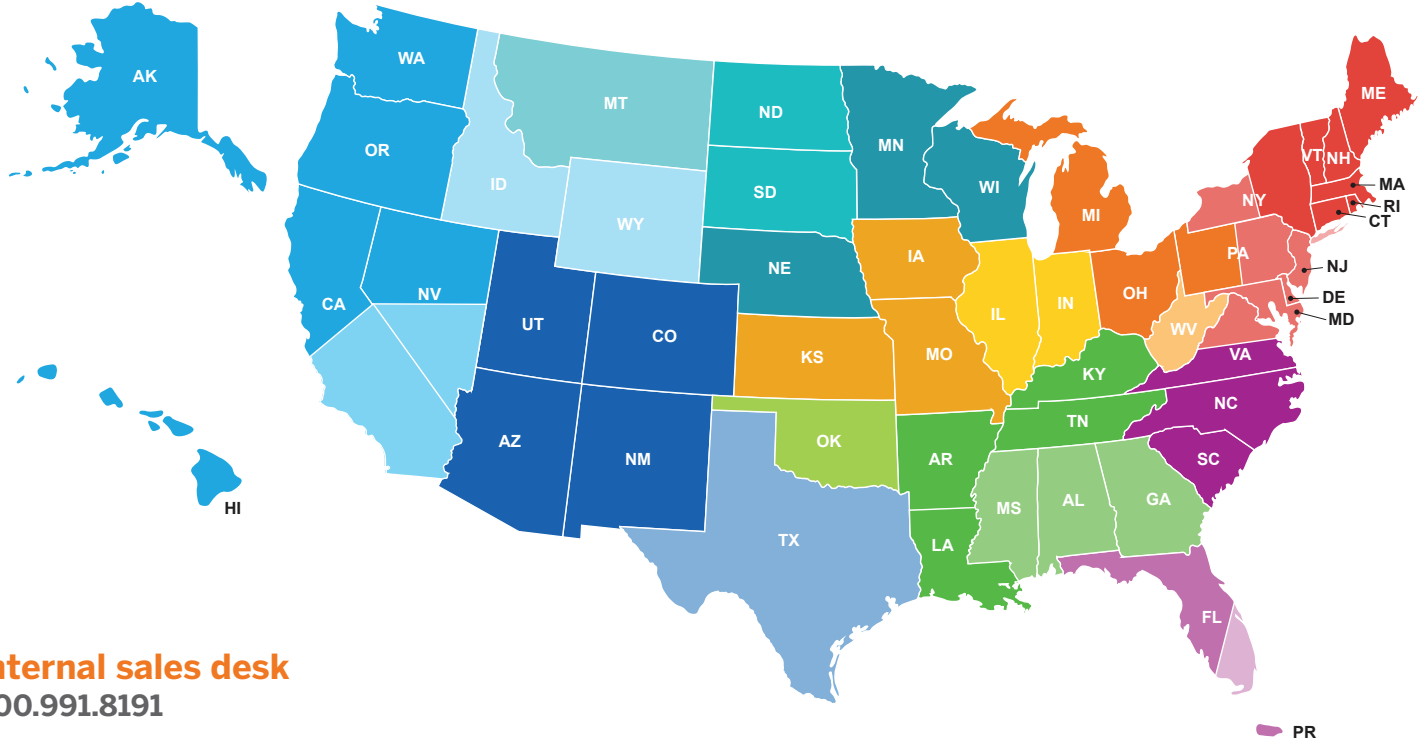 AK
WA
MT
ND
OR
MN
ID
SD
WI
WY
NE
IA
MI
ME
VT
NH
MA
RI
CT
NY
PA
NJ
DE
MD
CA
NV
UT
CO
KS
MO
IL
IN
OH
WV
VA
KY
NC
TN
SC
AZ
NM
OK
AR
MS
AL
GA
HI
TX
LA
FL
PR
nternal sales desk
00.991.8191